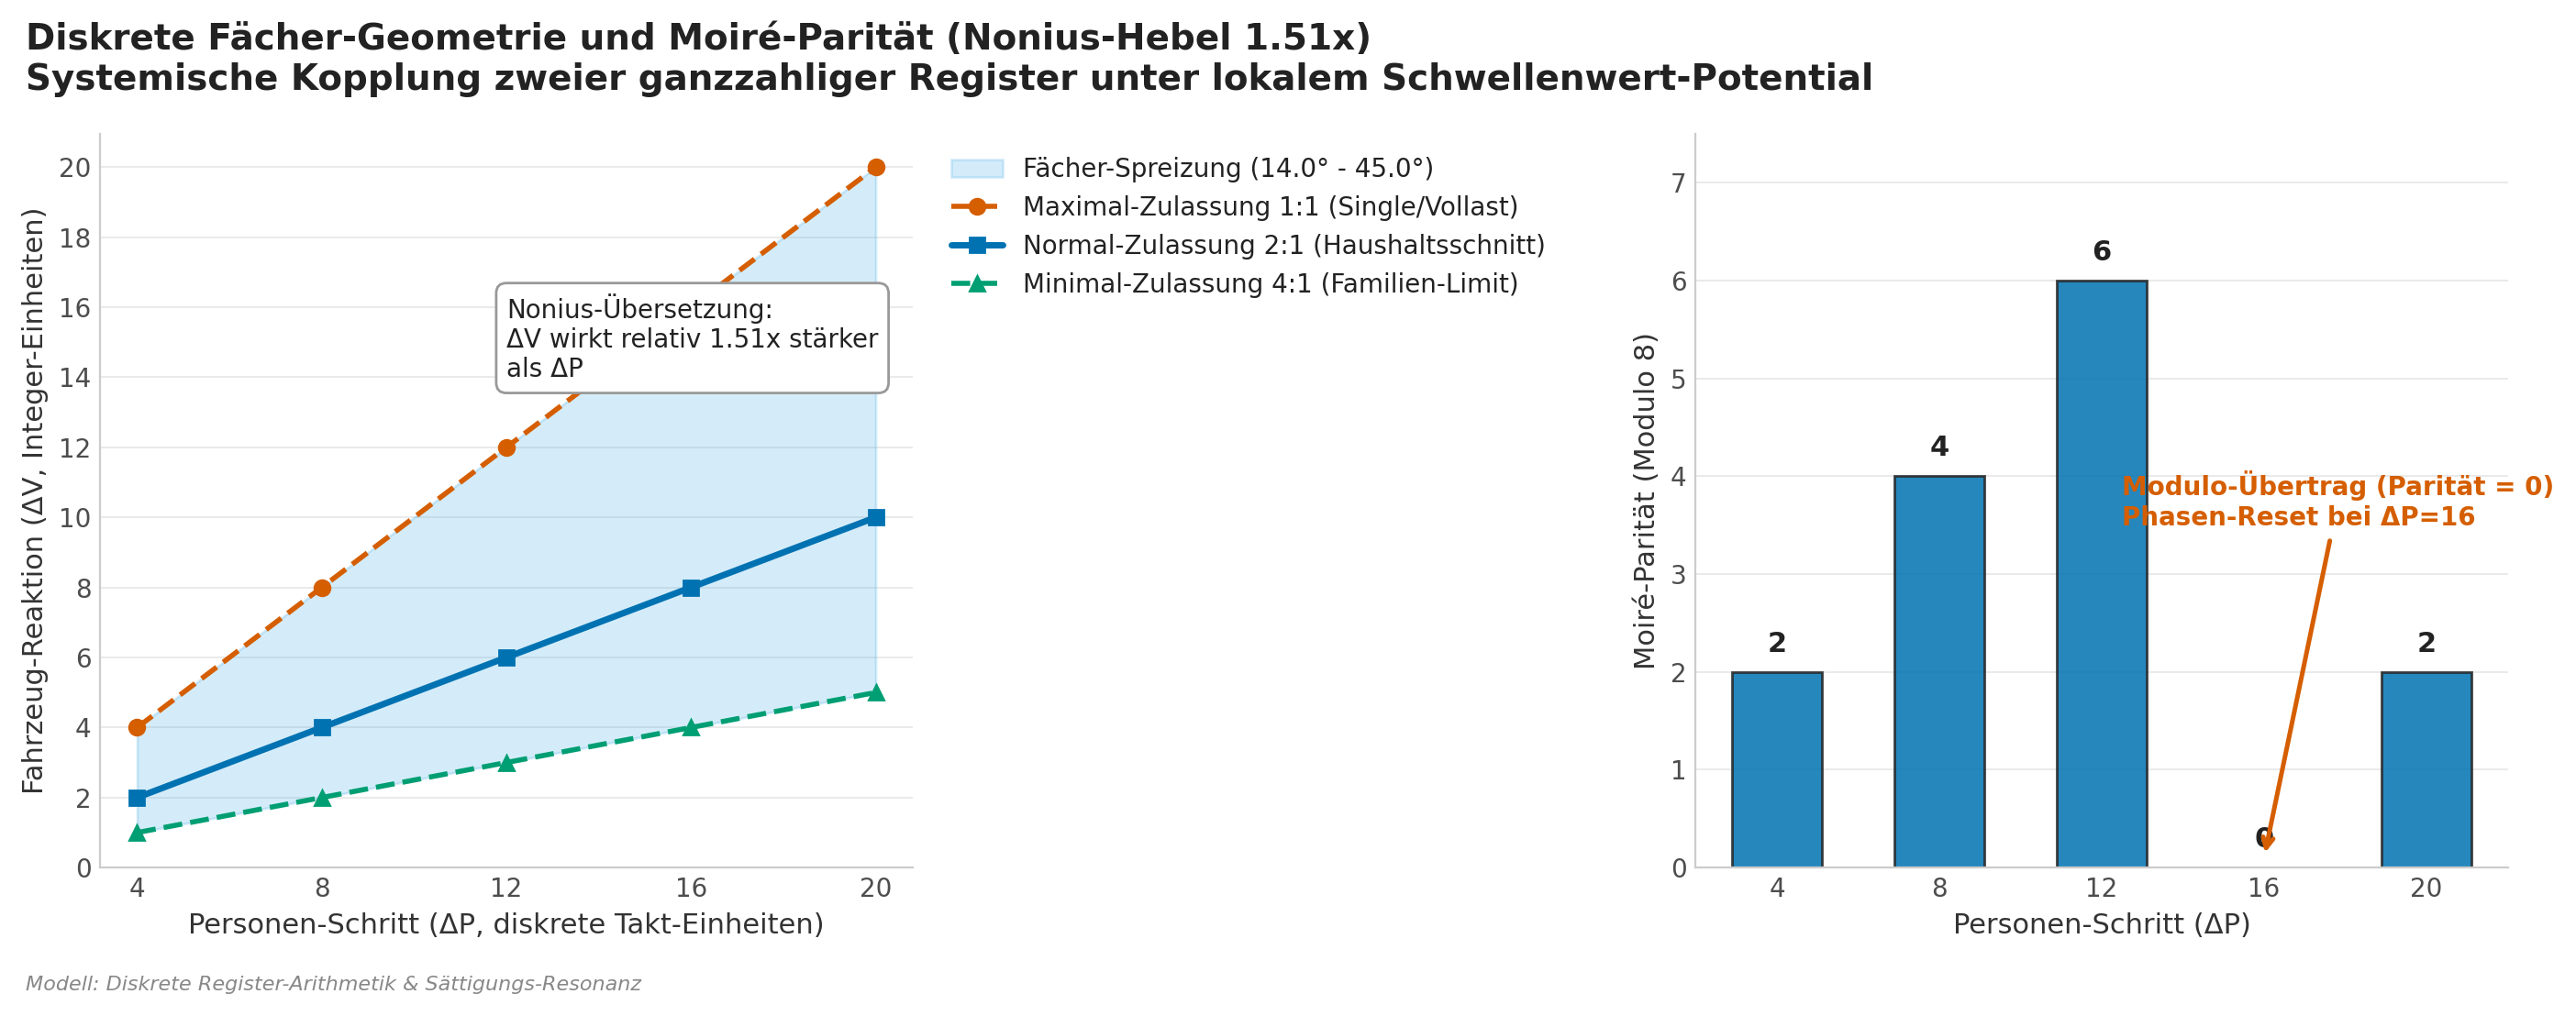 Diskrete Fächer-Geometrie und Moiré-Parität (Nonius-Hebel 1.51x)
Systemische Kopplung zweier ganzzahliger Register unter lokalem Schwellenwert-Potential
Fahrzeug-Reaktion (ΔV, Integer-Einheiten)
20
18
16
14
12
10
8
6
4
2
0
Nonius-Übersetzung:
ΔV wirkt relativ 1.51x stärker
als ΔP
4 8 12 16 20
Personen-Schritt (ΔP, diskrete Takt-Einheiten)
Fächer-Spreizung (14.0° - 45.0°)
Maximal-Zulassung 1:1 (Single/Vollast)
Normal-Zulassung 2:1 (Haushaltsschnitt)
Minimal-Zulassung 4:1 (Familien-Limit)
Moiré-Parität (Modulo 8)
7
6
5
4
3
2
1
0
2
4
6
0
2
Modulo-Übertrag (Parität = 0)
Phasen-Reset bei ΔP=16
4 8 12 16 20
Personen-Schritt (ΔP)
Modell: Diskrete Register-Arithmetik & Sättigungs-Resonanz